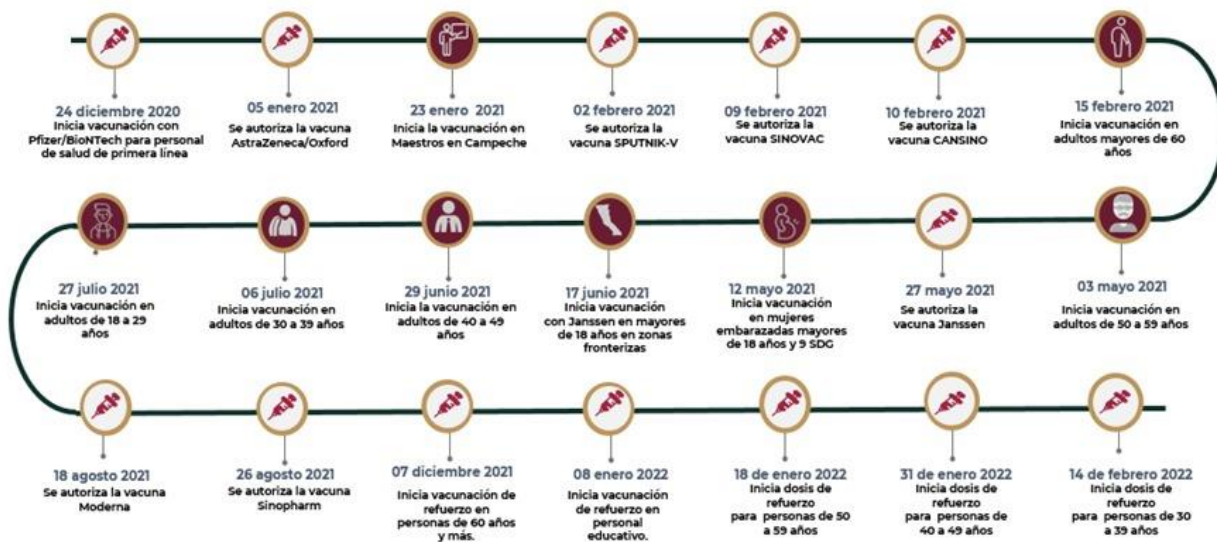 24 diciembre 2020
Inicia vacunación con
Pfizer/BioNTech para personal
de salud de primera línea
05 enero 2021
Se autoriza la vacuna
AstraZeneca/Oxford
23 enero 2021
Inicia la vacunación en
Maestros en Campeche
02 febrero 2021
Se autoriza la
vacuna SPUTNIK-V
09 febrero 2021
Se autoriza la
vacuna SINOVAC
10 febrero 2021
Se autoriza la
vacuna CANSINO
15 febrero 2021
Inicia vacunación en
adultos mayores de 60
años
27 julio 2021
Inicia vacunación en
adultos de 18 a 29
años
06 julio 2021
Inicia vacunación en
adultos de 30 a 39 años
29 junio 2021
Inicia la vacunación en
adultos de 40 a 49
años
17 junio 2021
Inicia vacunación
con Janssen en mayores
de 18 años en zonas
fronterizas
12 mayo 2021
Inicia vacunación
en mujeres
embarazadas mayores
de 18 años y 9 SDG
27 mayo 2021
Se autoriza la
vacuna Janssen
03 mayo 2021
Inicia vacunación en
adultos de 50 a 59 años
18 agosto 2021
Se autoriza la vacuna
Moderna
26 agosto 2021
Se autoriza la vacuna
Sinopharm
07 diciembre 2021
Inicia vacunación de
refuerzo en
personas de 60 años
y más.
08 enero 2022
Inicia vacunación
de refuerzo en
personal
educativo.
18 de enero 2022
Inicia dosis de
refuerzo
para personas de 50
a 59 años
31 de enero 2022
Inicia dosis de
refuerzo
para personas de
40 a 49 años
14 de febrero 2022
Inicia dosis de
refuerzo
para personas de 30
a 39 años